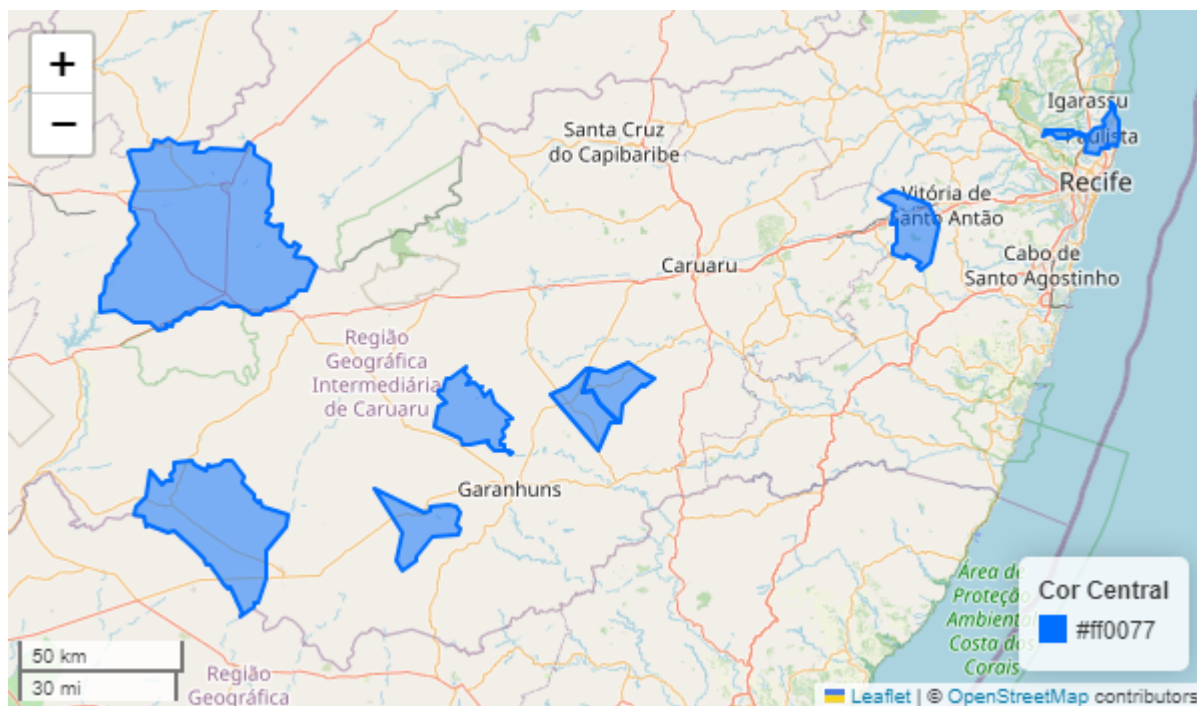 +
−
Santa Cruz
do Capibaribe
Igarassu
Paulista
Recife
Vitória de
Santo Antão
Caruaru
Cabo de
Santo Agostinho
Região
Geográfica
Intermediária
de Caruaru
Garanhuns
Área de
Proteção
Ambiental
Costa dos
Corais
Cor Central
#ff0077
50 km
30 mi
Região
Geográfica
Leaflet | © OpenStreetMap contributors